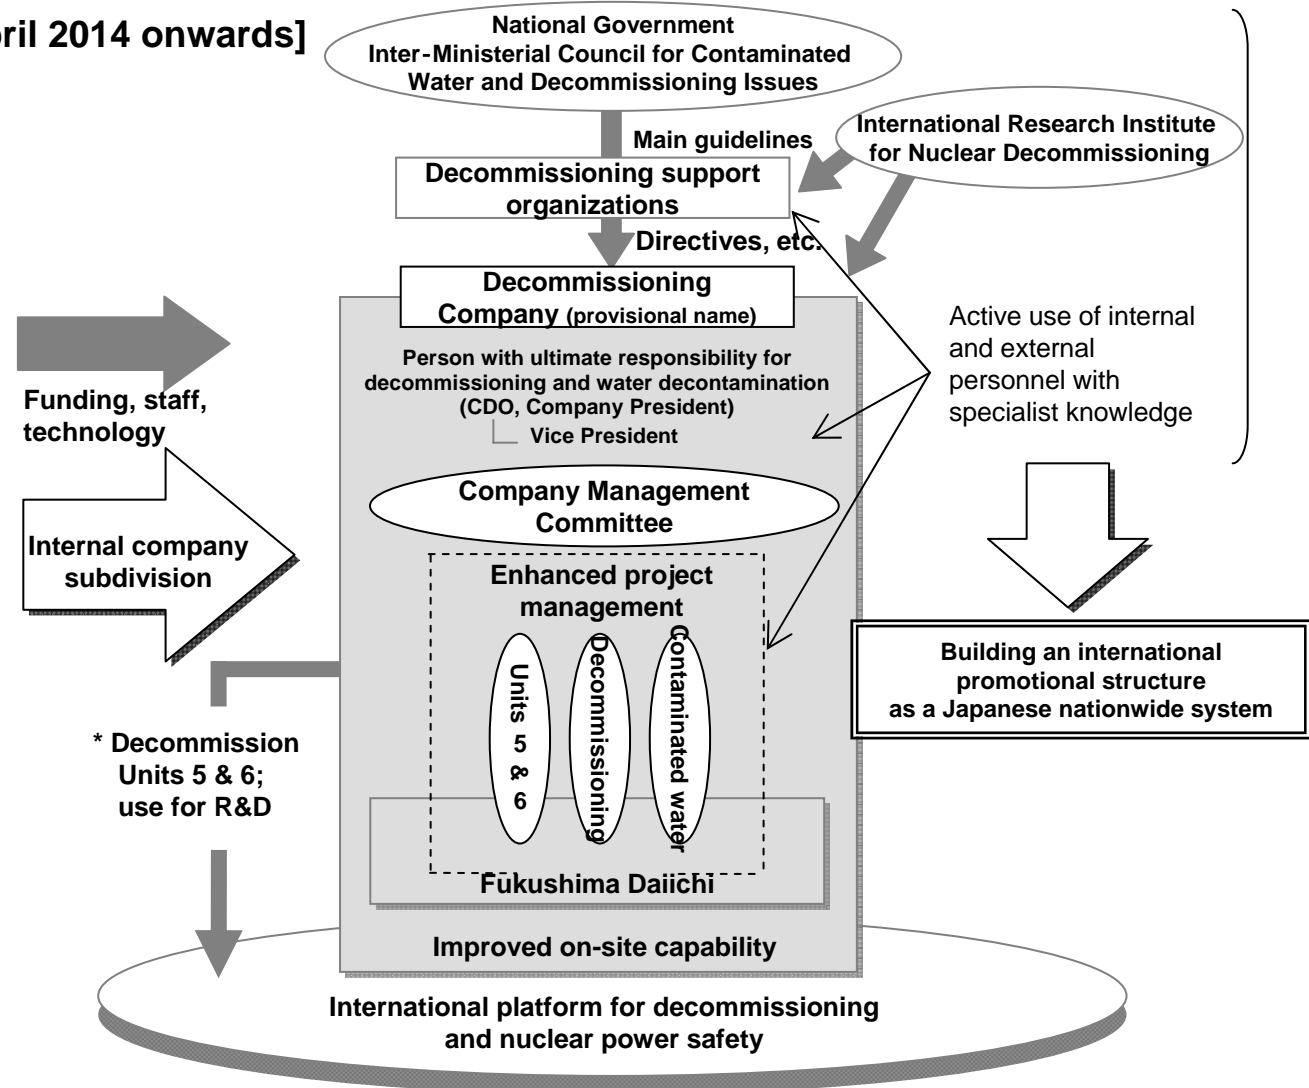 ril 2014 onwards]
National Government
Inter-Ministerial Council for Contaminated
Water and Decommissioning Issues
Main guidelines
International Research Institute
for Nuclear Decommissioning
Decommissioning support
organizations
Directives, etc.
Decommissioning
Company (provisional name)
Person with ultimate responsibility for
decommissioning and water decontamination
(CDO, Company President)
Vice President
Active use of internal
and external
personnel with
specialist knowledge
Funding, staff,
technology
Internal company
subdivision
Company Management
Committee
Enhanced project
management
Units 5 & 6
Decommissioning
Contaminated water
Building an international
promotional structure
as a Japanese nationwide system
* Decommission
Units 5 & 6;
use for R&D
Fukushima Daiichi
Improved on-site capability
International platform for decommissioning
and nuclear power safety